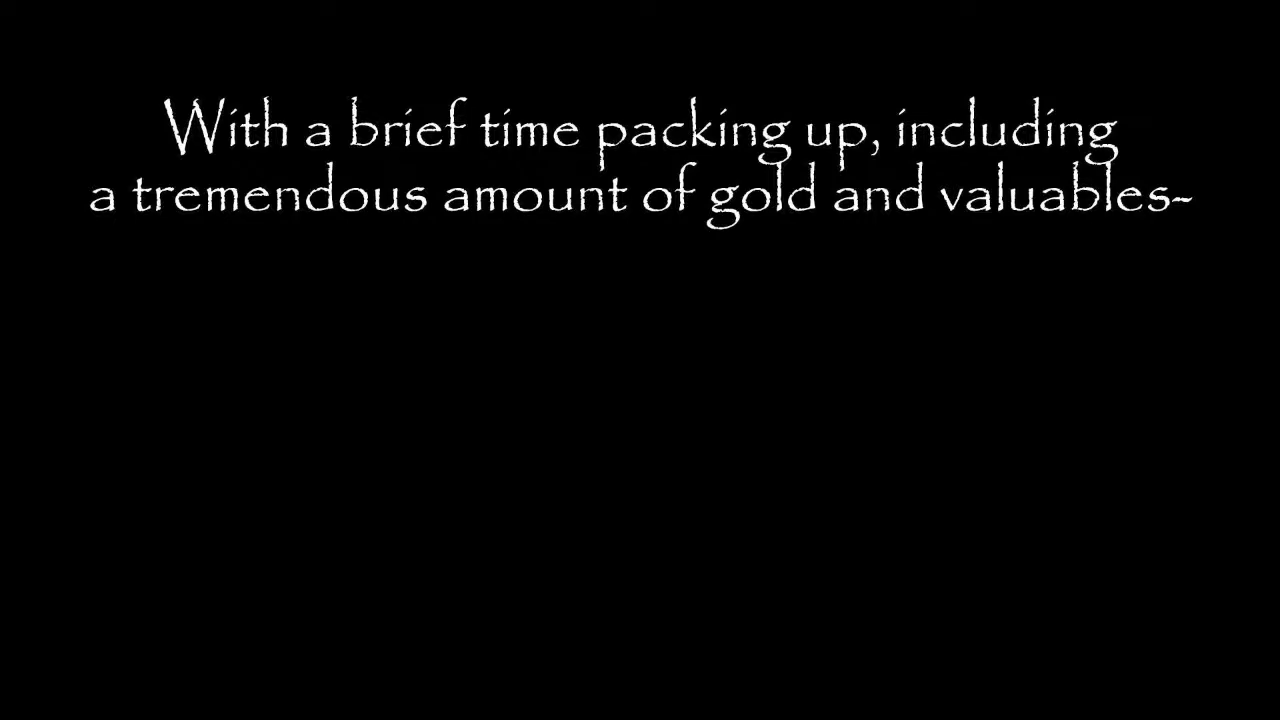 With a brief time packing up, including
a tremendous amount of gold and valuables-